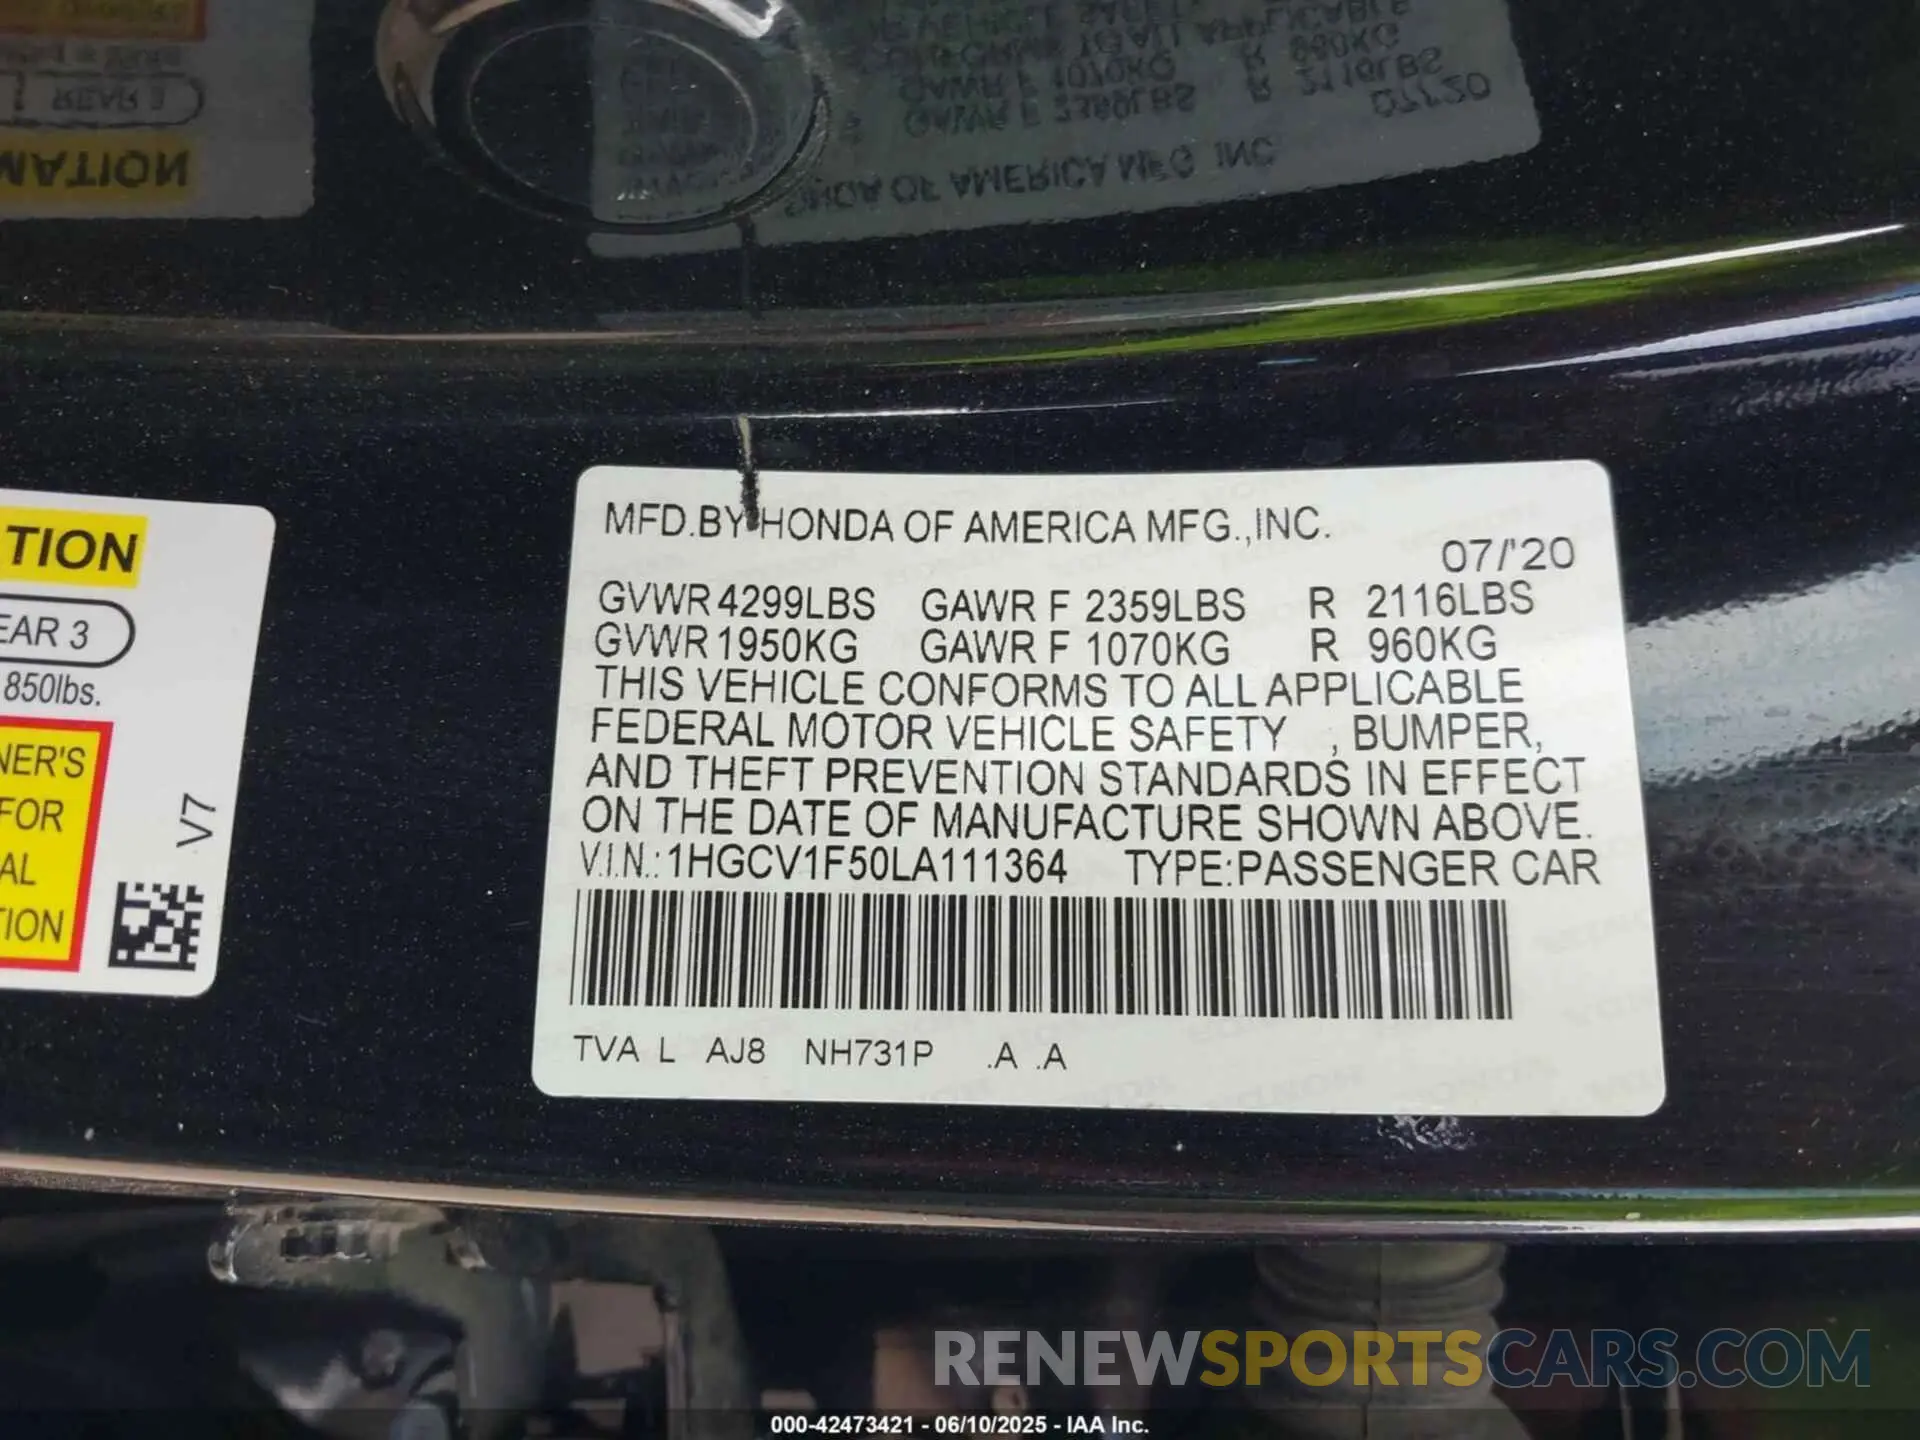 MFD.BY HONDA OF AMERICA MFG.,INC.
07/'20
GVWR 4299LBS GAWR F 2359LBS R 2116LBS
GVWR 1950KG GAWR F 1070KG R 960KG
THIS VEHICLE CONFORMS TO ALL APPLICABLE
FEDERAL MOTOR VEHICLE SAFETY , BUMPER,
AND THEFT PREVENTION STANDARDS IN EFFECT
ON THE DATE OF MANUFACTURE SHOWN ABOVE.
V.I.N.: 1HGCV1F50LA111364 TYPE:PASSENGER CAR
TVA L AJ8 NH731P .A .A
TION
EAR 3
850lbs.
NER'S
FOR
AL
TION
V7
RENEWSPORTSCARS.COM
000-42473421 - 06/10/2025 - IAA Inc.